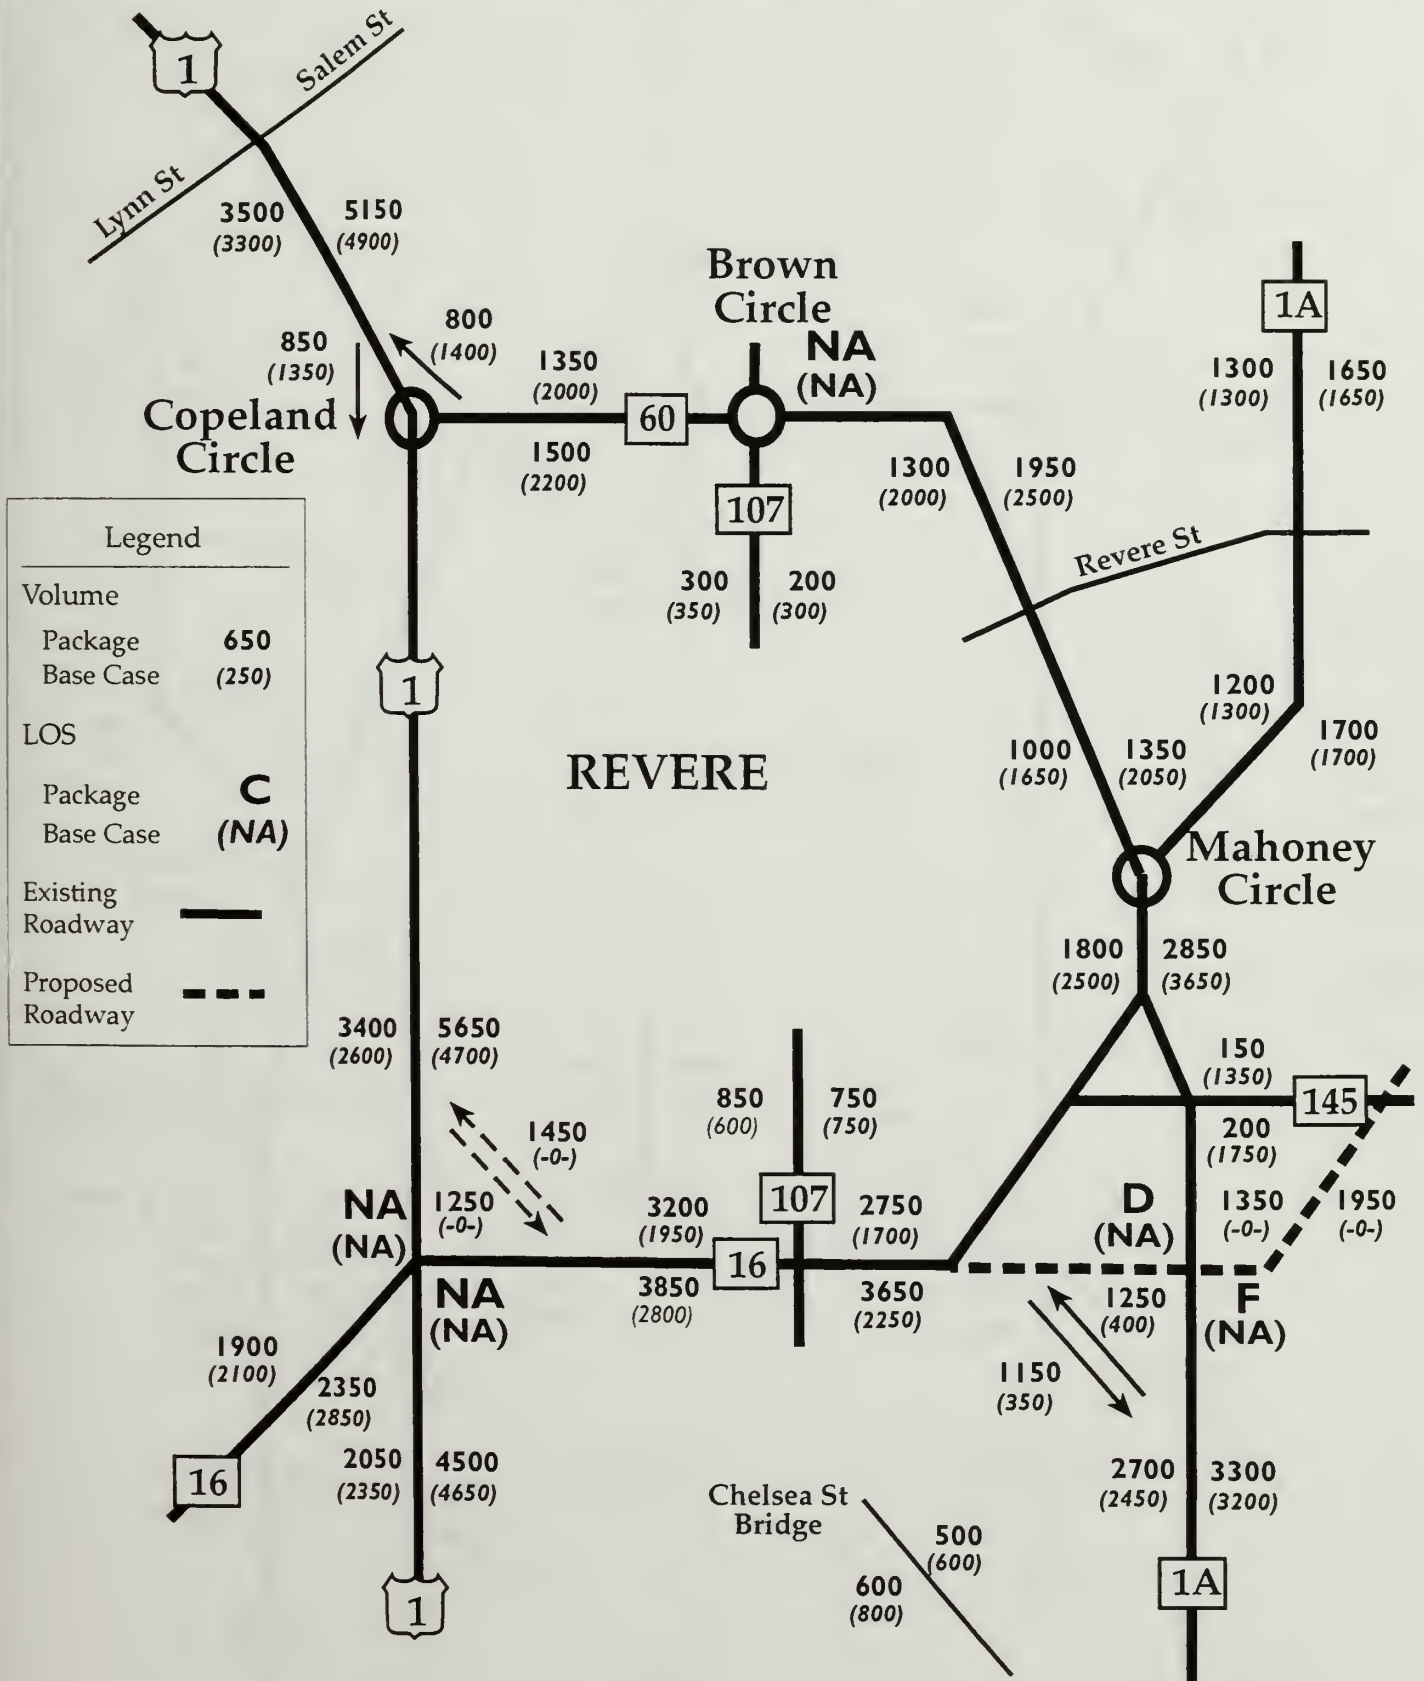 1
Salem St
Lynn St
3500
(3300)
5150
(4900)
Brown
Circle
NA
(NA)
1A
1300
(1300)
1650
(1650)
800
(1400)
850
(1350)
1350
(2000)
Copeland
Circle
60
1500
(2200)
1300
(2000)
1950
(2500)
107
Revere St
300
(350)
200
(300)
Legend
Volume
Package 650
Base Case (250)
LOS
Package C
Base Case (NA)
Existing
Roadway
Proposed
Roadway
1
REVERE
1200
(1300)
1700
(1700)
1000
(1650)
1350
(2050)
Mahoney
Circle
1800
(2500)
2850
(3650)
3400
(2600)
5650
(4700)
850
(600)
750
(750)
150
(1350)
145
200
(1750)
1450
(-0-)
1250
(-0-)
NA
(NA)
3200
(1950)
107
2750
(1700)
D
(NA)
1350
(-0-)
1950
(-0-)
16
NA
(NA)
3850
(2800)
3650
(2250)
1250
(400)
F
(NA)
1900
(2100)
2350
(2850)
1150
(350)
16
2050
(2350)
4500
(4650)
2700
(2450)
3300
(3200)
Chelsea St
Bridge
500
(600)
600
(800)
1A
1